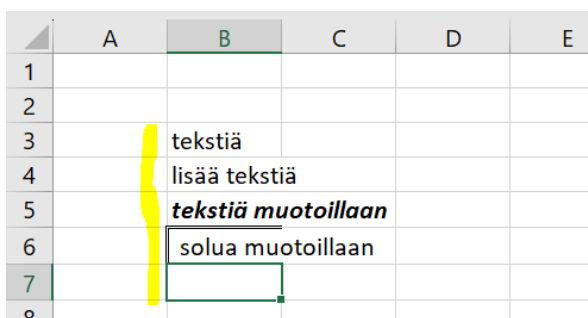 A B C D E
1
2
3 tekstiä
4 lisää tekstiä
5 tekstiä muotoillaan
6 solua muotoillaan
7